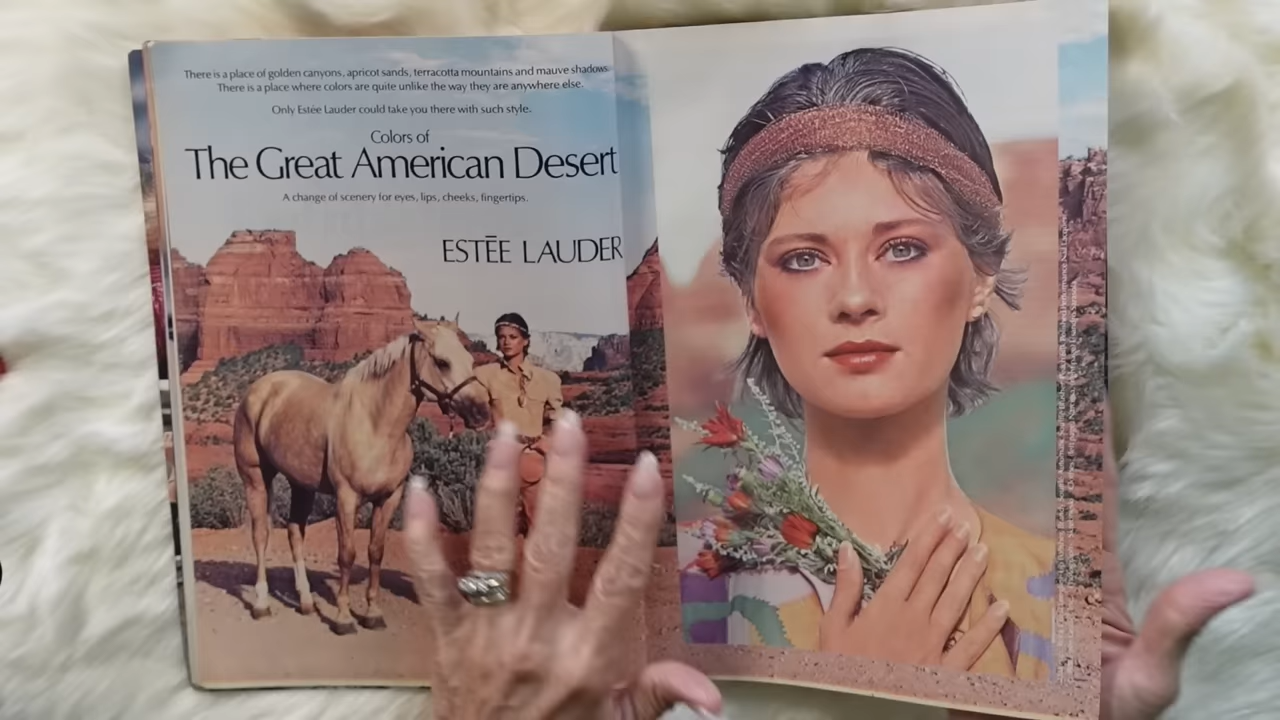 There is a place of golden canyons, apricot sands, terracotta mountains and mauve shadows.
There is a place where colors are quite unlike the way they are anywhere else.
Only Estée Lauder could take you there with such style.
Colors of
The Great American Desert
A change of scenery for eyes, lips, cheeks, fingertips.
ESTĒE LAUDER